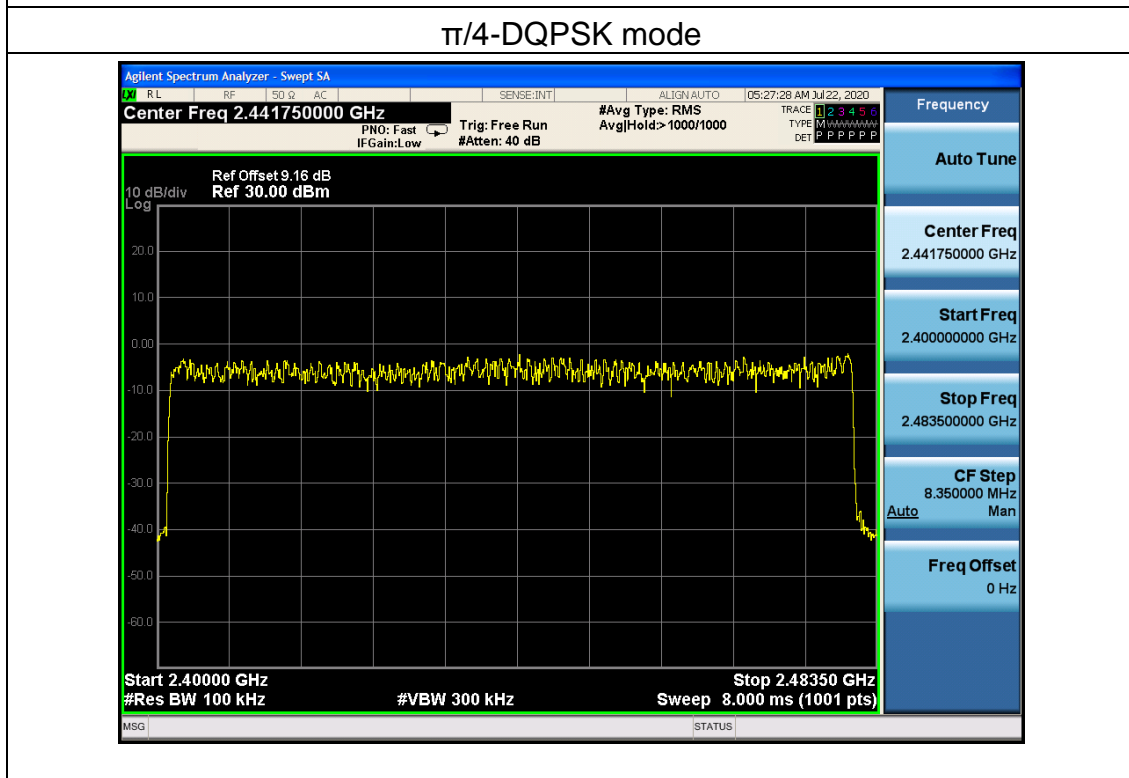 π/4-DQPSK mode
Agilent Spectrum Analyzer - Swept SA
LXI RL RF 50 Ω AC SENSE:INT ALIGN AUTO 05:27:28 AM Jul 22, 2020
Center Freq 2.441750000 GHz
PNO: Fast
IFGain:Low
Trig: Free Run
#Atten: 40 dB
#Avg Type: RMS
Avg|Hold:>1000/1000
TRACE 1 2 3 4 5 6
TYPE M WWWWW
DET P P P P P P
Ref Offset 9.16 dB
10 dB/div Ref 30.00 dBm
Log
20.0
10.0
0.00
-10.0
-20.0
-30.0
-40.0
-50.0
-60.0
Start 2.40000 GHz Stop 2.48350 GHz
#Res BW 100 kHz #VBW 300 kHz Sweep 8.000 ms (1001 pts)
MSG STATUS
Frequency
Auto Tune
Center Freq
2.441750000 GHz
Start Freq
2.400000000 GHz
Stop Freq
2.483500000 GHz
CF Step
8.350000 MHz
Auto Man
Freq Offset
0 Hz